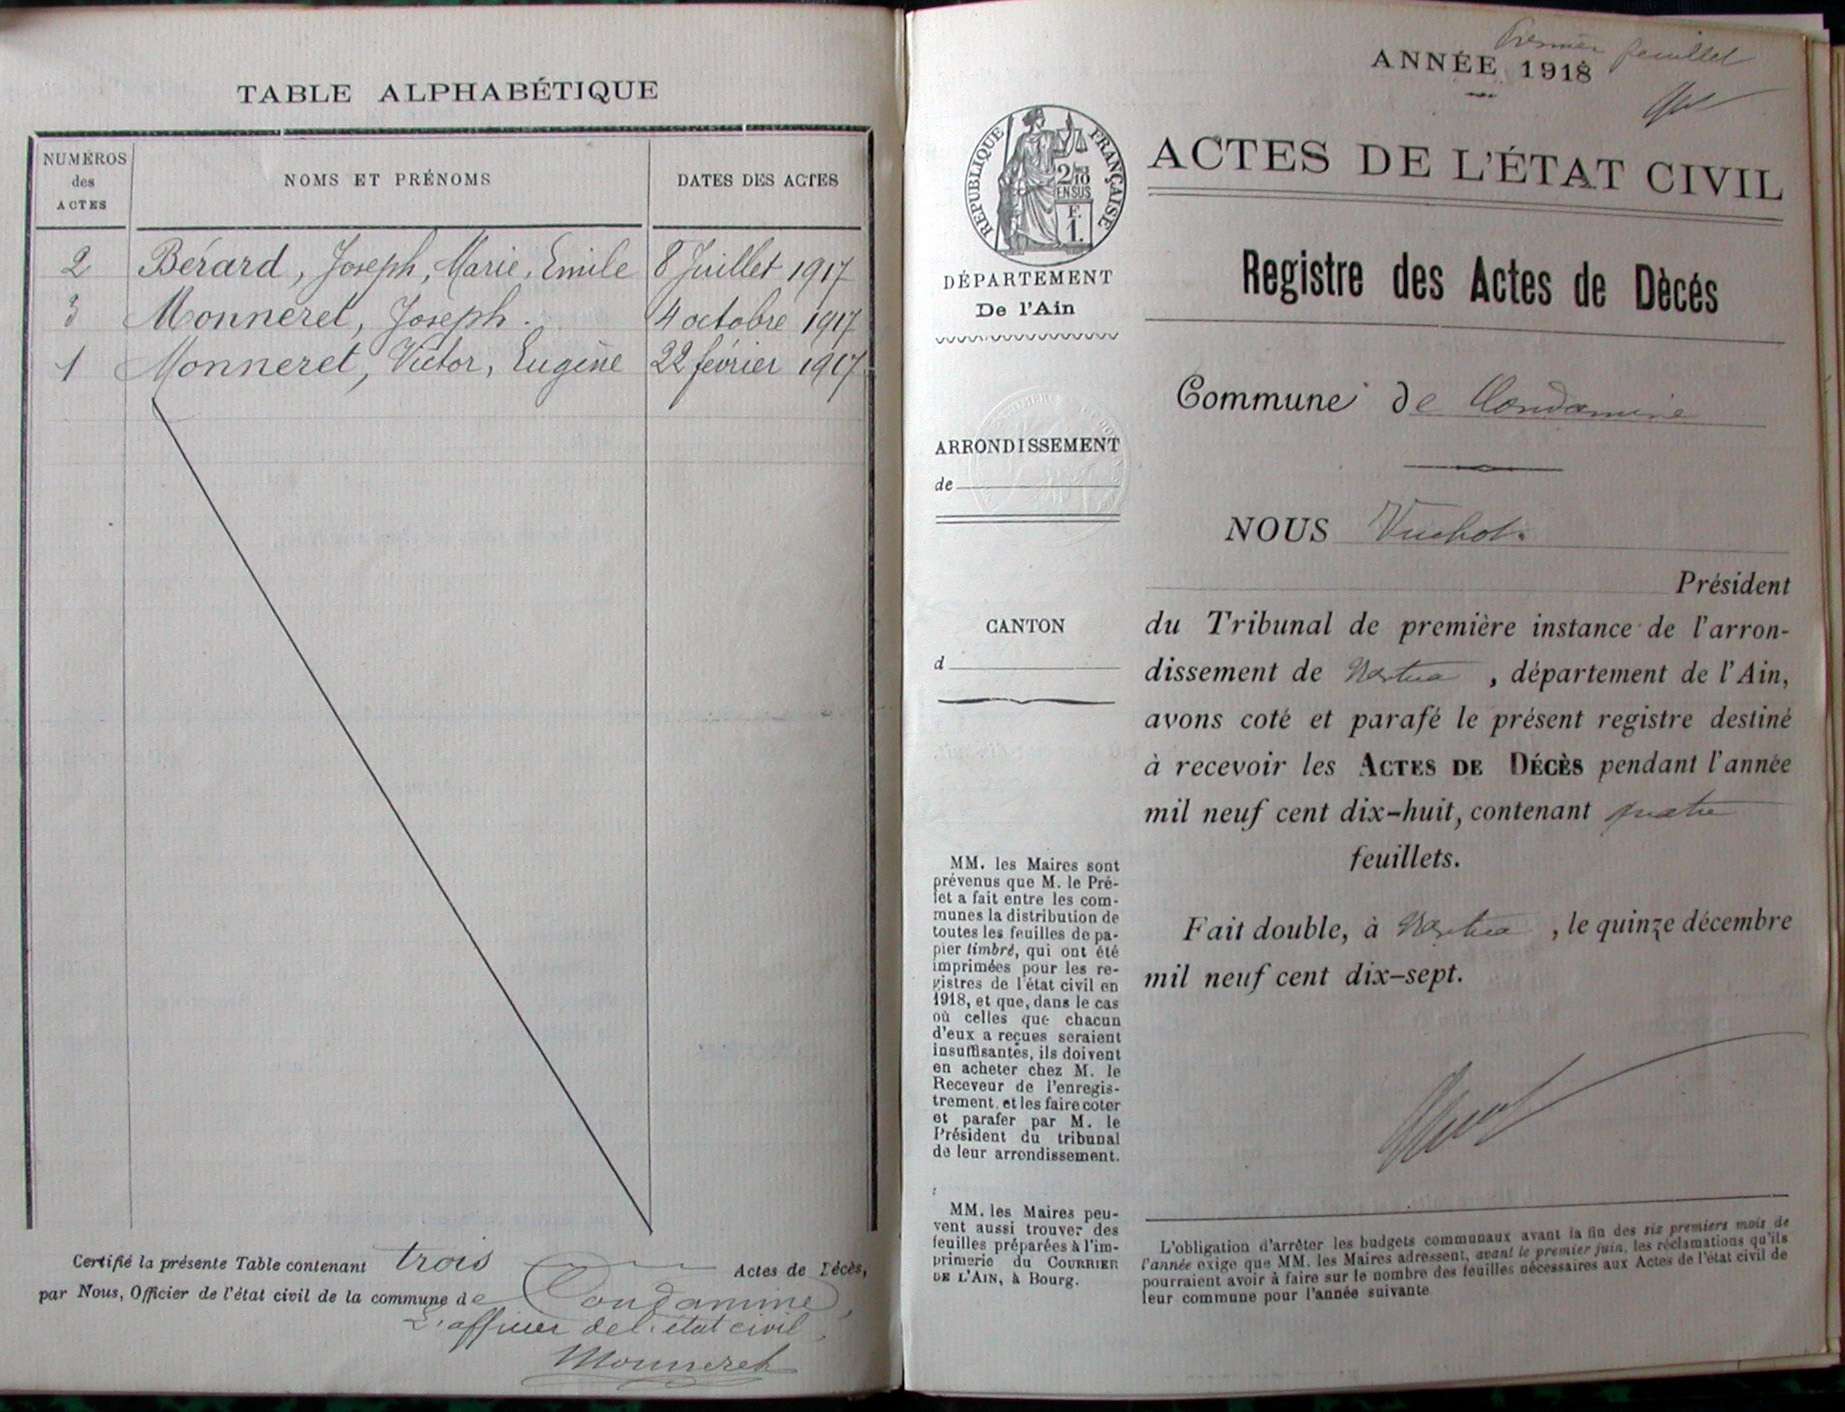 TABLE ALPHABÉTIQUE
NUMÉROS des ACTES
NOMS ET PRÉNOMS
DATES DES ACTES
2 Bérard, Joseph, Marie, Emile 8 Juillet 1917
3 Monneret, Joseph. 4 octobre 1917
1 Monneret, Victor, Eugène 22 février 1917
Certifié la présente Table contenant trois Actes de Décès,
par Nous, Officier de l'état civil de la commune de Condamine,
L'officier de l'état civil,
Monneret
Premier feuillet
ANNÉE 1918
RÉPUBLIQUE FRANÇAISE
2/10 EN SUS
F. 1.
DÉPARTEMENT
De l'Ain
ARRONDISSEMENT
de
CANTON
d
MM. les Maires sont
prévenus que M. le Pré-
fet a fait entre les com-
munes la distribution de
toutes les feuilles de pa-
pier timbré, qui ont été
imprimées pour les re-
gistres de l'état civil en
1918, et que, dans le cas
où celles que chacun
d'eux a reçues seraient
insuffisantes, ils doivent
en acheter chez M. le
Receveur de l'enregis-
trement, et les faire coter
et parafer par M. le
Président du tribunal
de leur arrondissement.
MM. les Maires peu-
vent aussi trouver des
feuilles préparées à l'im-
primerie du COURRIER
DE L'AIN, à Bourg.
ACTES DE L'ÉTAT CIVIL
Registre des Actes de Dècés
Commune de Condamine
NOUS Vuchot
Président
du Tribunal de première instance de l'arron-
dissement de Nantua, département de l'Ain,
avons coté et parafé le présent registre destiné
à recevoir les ACTES DE DÉCÈS pendant l'année
mil neuf cent dix-huit, contenant quatre
feuillets.
Fait double, à Nantua, le quinze décembre
mil neuf cent dix-sept.
L'obligation d'arrêter les budgets communaux avant la fin des six premiers mois de
l'année exige que MM. les Maires adressent, avant le premier juin, les réclamations qu'ils
pourraient avoir à faire sur le nombre des feuilles nécessaires aux Actes de l'état civil de
leur commune pour l'année suivante